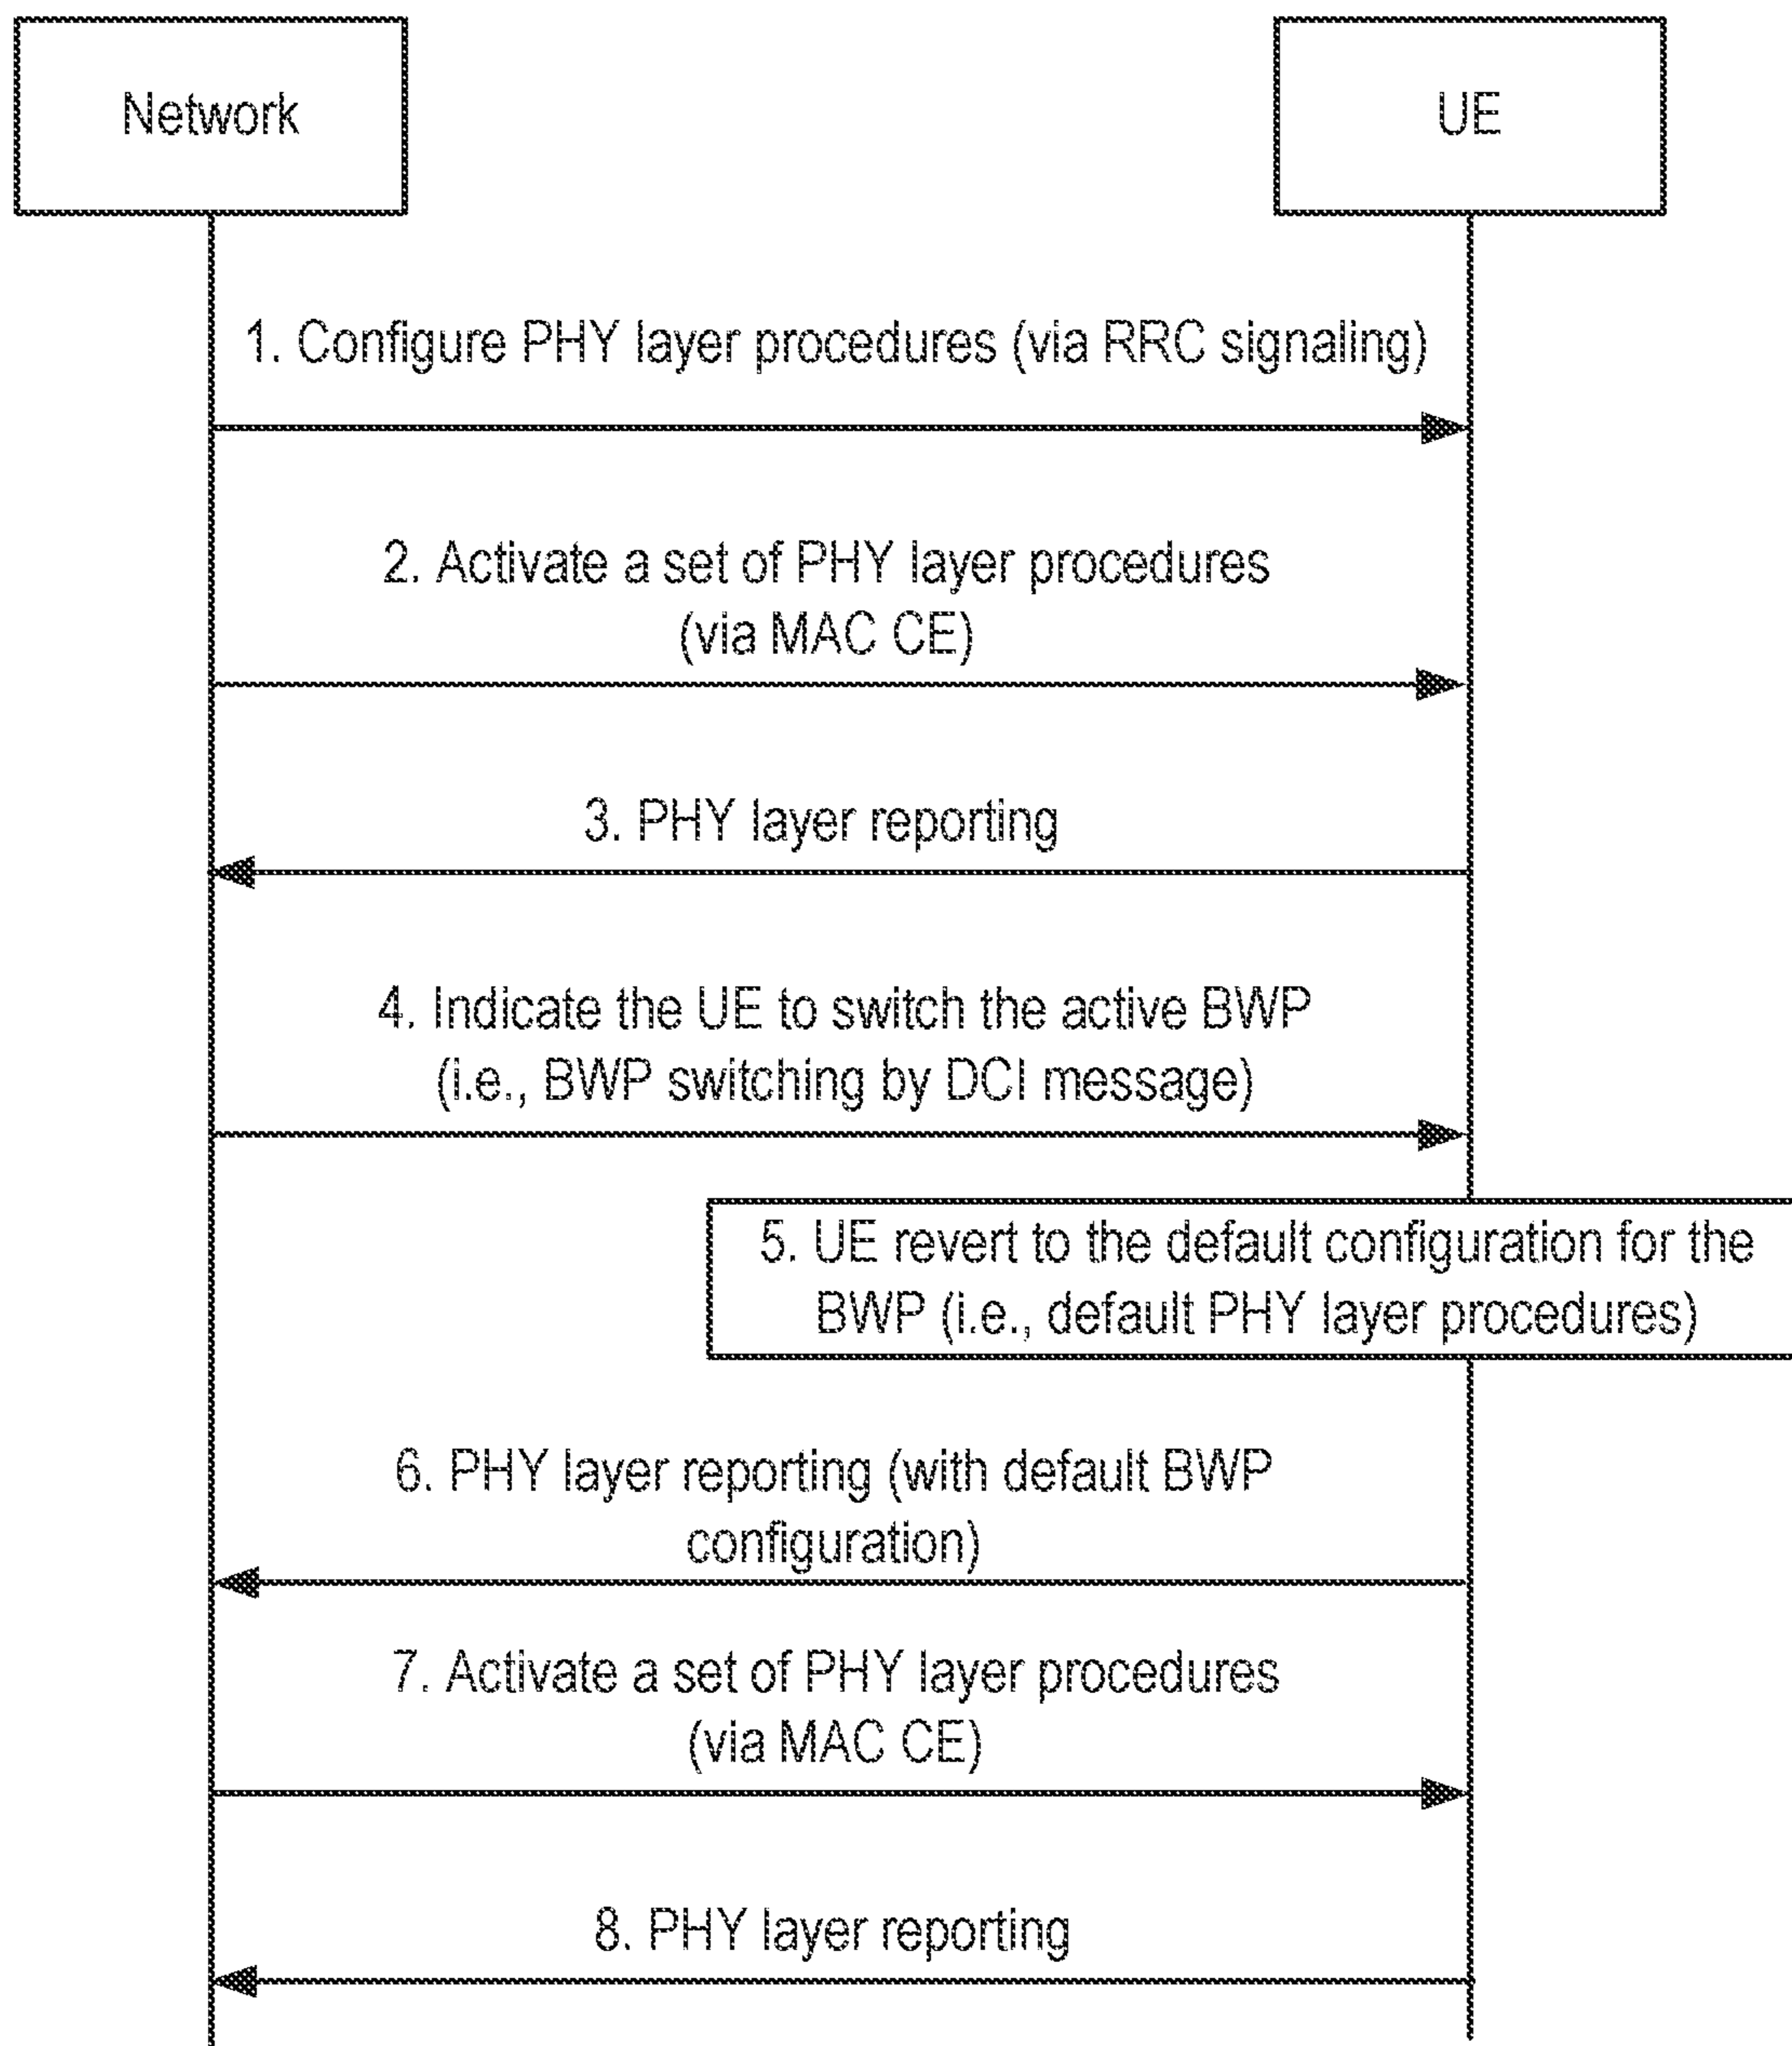 Network
UE
1. Configure PHY layer procedures (via RRC signaling)
2. Activate a set of PHY layer procedures
(via MAC CE)
3. PHY layer reporting
4. Indicate the UE to switch the active BWP
(i.e., BWP switching by DCI message)
5. UE revert to the default configuration for the
BWP (i.e., default PHY layer procedures)
6. PHY layer reporting (with default BWP
configuration)
7. Activate a set of PHY layer procedures
(via MAC CE)
8. PHY layer reporting